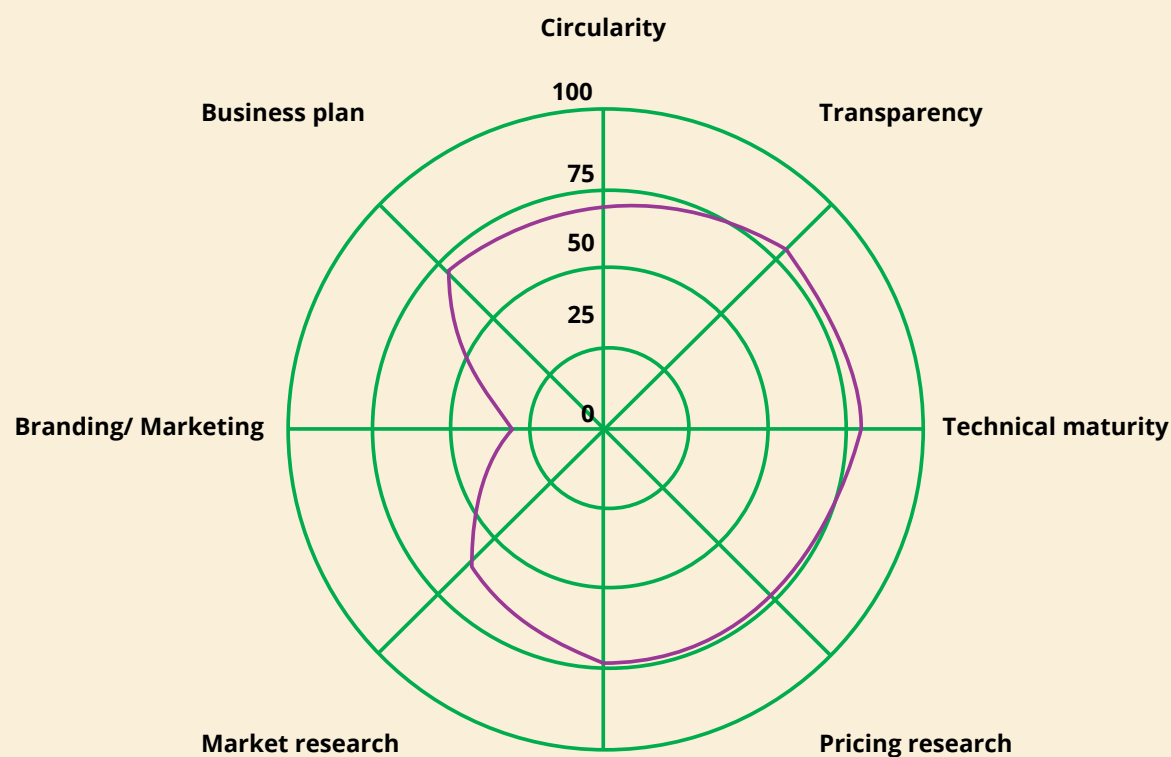 Circularity
100
Business plan
Transparency
75
50
25
0
Branding/ Marketing
Technical maturity
Market research
Pricing research